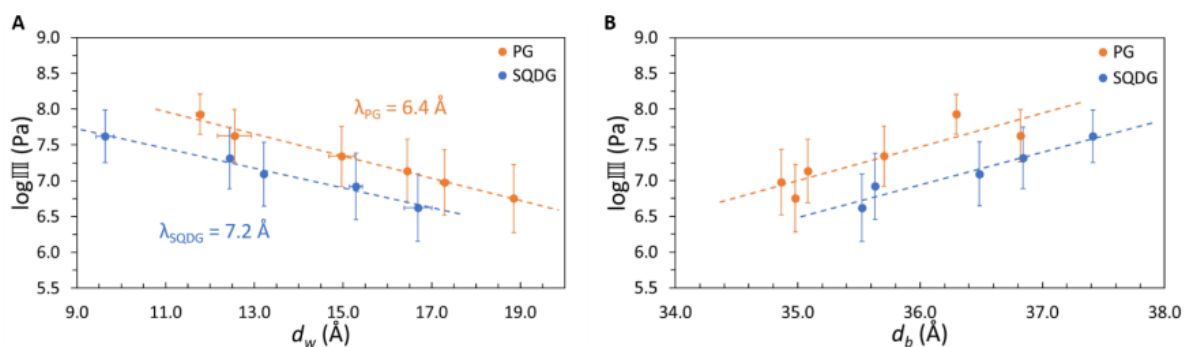 A
9.0
8.5
8.0
7.5
7.0
6.5
6.0
5.5
logℿ (Pa)
PG
SQDG
λPG = 6.4 Å
λSQDG = 7.2 Å
9.0 11.0 13.0 15.0 17.0 19.0
dw (Å)
B
9.0
8.5
8.0
7.5
7.0
6.5
6.0
5.5
logℿ (Pa)
PG
SQDG
34.0 35.0 36.0 37.0 38.0
db (Å)